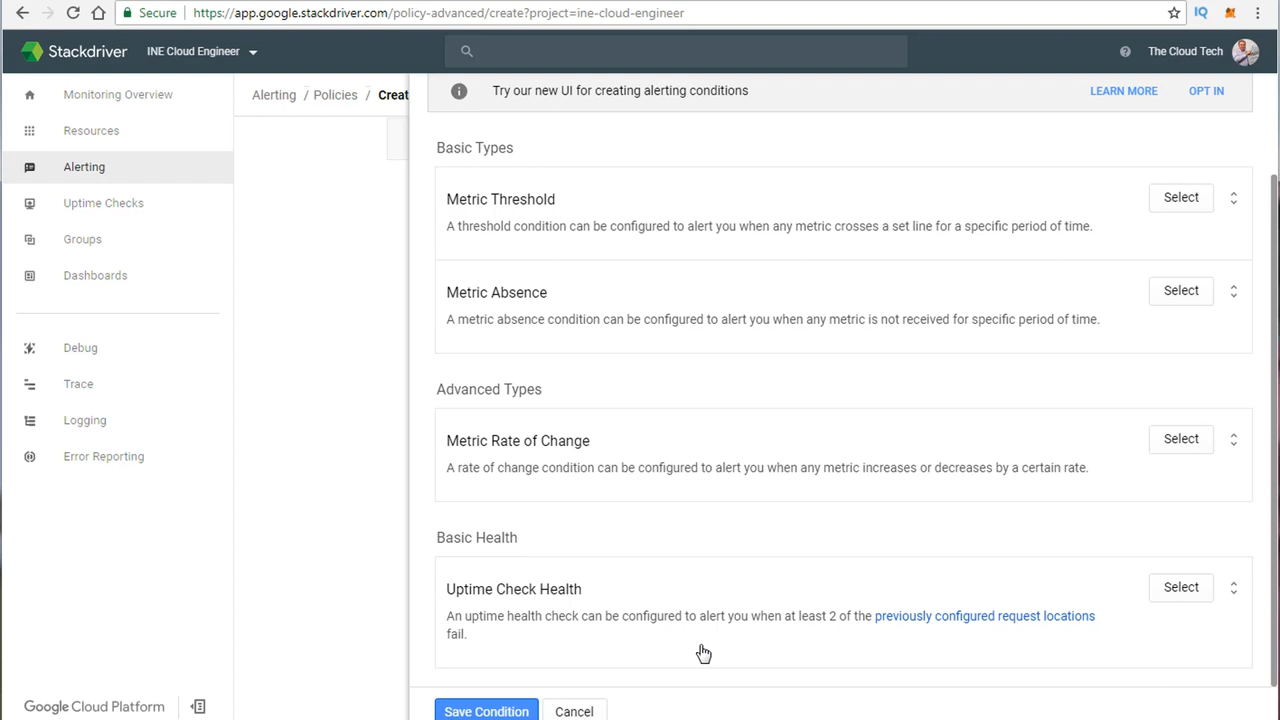 Secure
https://app.google.stackdriver.com/policy-advanced/create?project=ine-cloud-engineer
IQ
Stackdriver
INE Cloud Engineer
The Cloud Tech
Monitoring Overview
Resources
Alerting
Uptime Checks
Groups
Dashboards
Debug
Trace
Logging
Error Reporting
Google Cloud Platform
Alerting / Policies / Creat
Try our new UI for creating alerting conditions
LEARN MORE
OPT IN
Basic Types
Metric Threshold
Select
A threshold condition can be configured to alert you when any metric crosses a set line for a specific period of time.
Metric Absence
Select
A metric absence condition can be configured to alert you when any metric is not received for specific period of time.
Advanced Types
Metric Rate of Change
Select
A rate of change condition can be configured to alert you when any metric increases or decreases by a certain rate.
Basic Health
Uptime Check Health
Select
An uptime health check can be configured to alert you when at least 2 of the previously configured request locations
fail.
Save Condition
Cancel